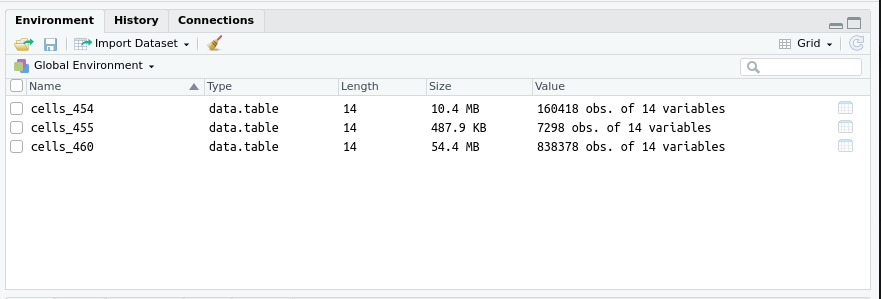 Environment History Connections
Import Dataset Grid
Global Environment
Name Type Length Size Value
cells_454 data.table 14 10.4 MB 160418 obs. of 14 variables
cells_455 data.table 14 487.9 KB 7298 obs. of 14 variables
cells_460 data.table 14 54.4 MB 838378 obs. of 14 variables